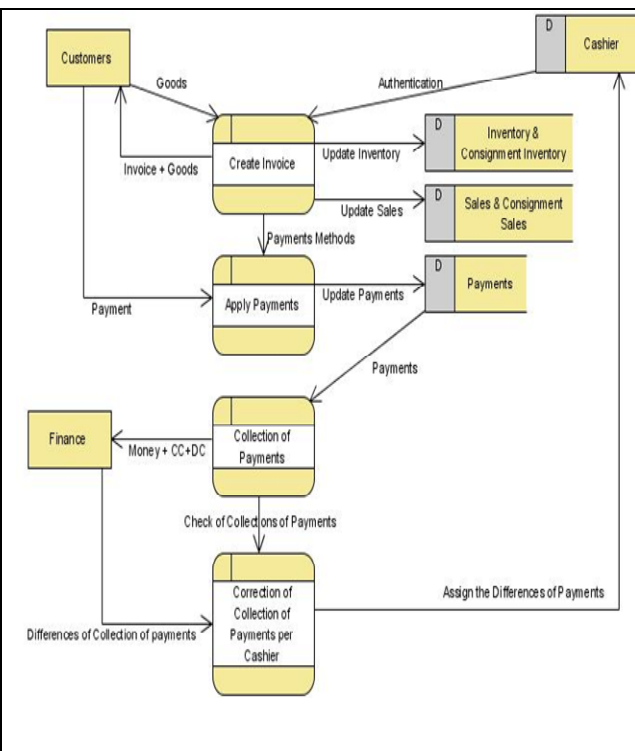 D
Cashier
Customers
Goods
Authentication
D
Inventory &
Consignment Inventory
Create Invoice
Update Inventory
Invoice + Goods
D
Sales & Consignment
Sales
Update Sales
Payments Methods
D
Payments
Apply Payments
Update Payments
Payment
Payments
Finance
Collection of
Payments
Money + CC+DC
Check of Collections of Payments
Correction of
Collection of
Payments per
Cashier
Assign the Differences of Payments
Differences of Collection of payments